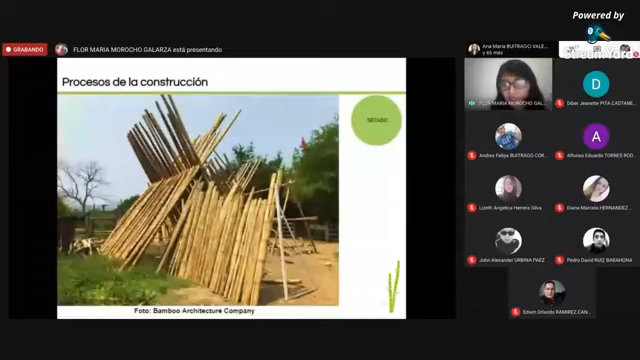 Powered by
StreamYard
GRABANDO
FLOR MARIA MOROCHO GALARZA está presentando
Ana Maria BUITRAGO VALE...
y 65 más
Procesos de la construcción
SECADO
Foto: Bamboo Architecture Company
FLOR MARIA MOROCHO GAL...
D
Diber Jeanette PITA CASTAN...
Andres Felipe BUITRAGO COR...
A
Alfonso Eduardo TORRES ROD...
Lizeth Angelica Herrera Silva
Diana Marcela HERNANDEZ ...
John Alexander URBINA PAEZ
Pedro David RUIZ BARAHONA
Edwin Orlando RAMIREZ CAN...